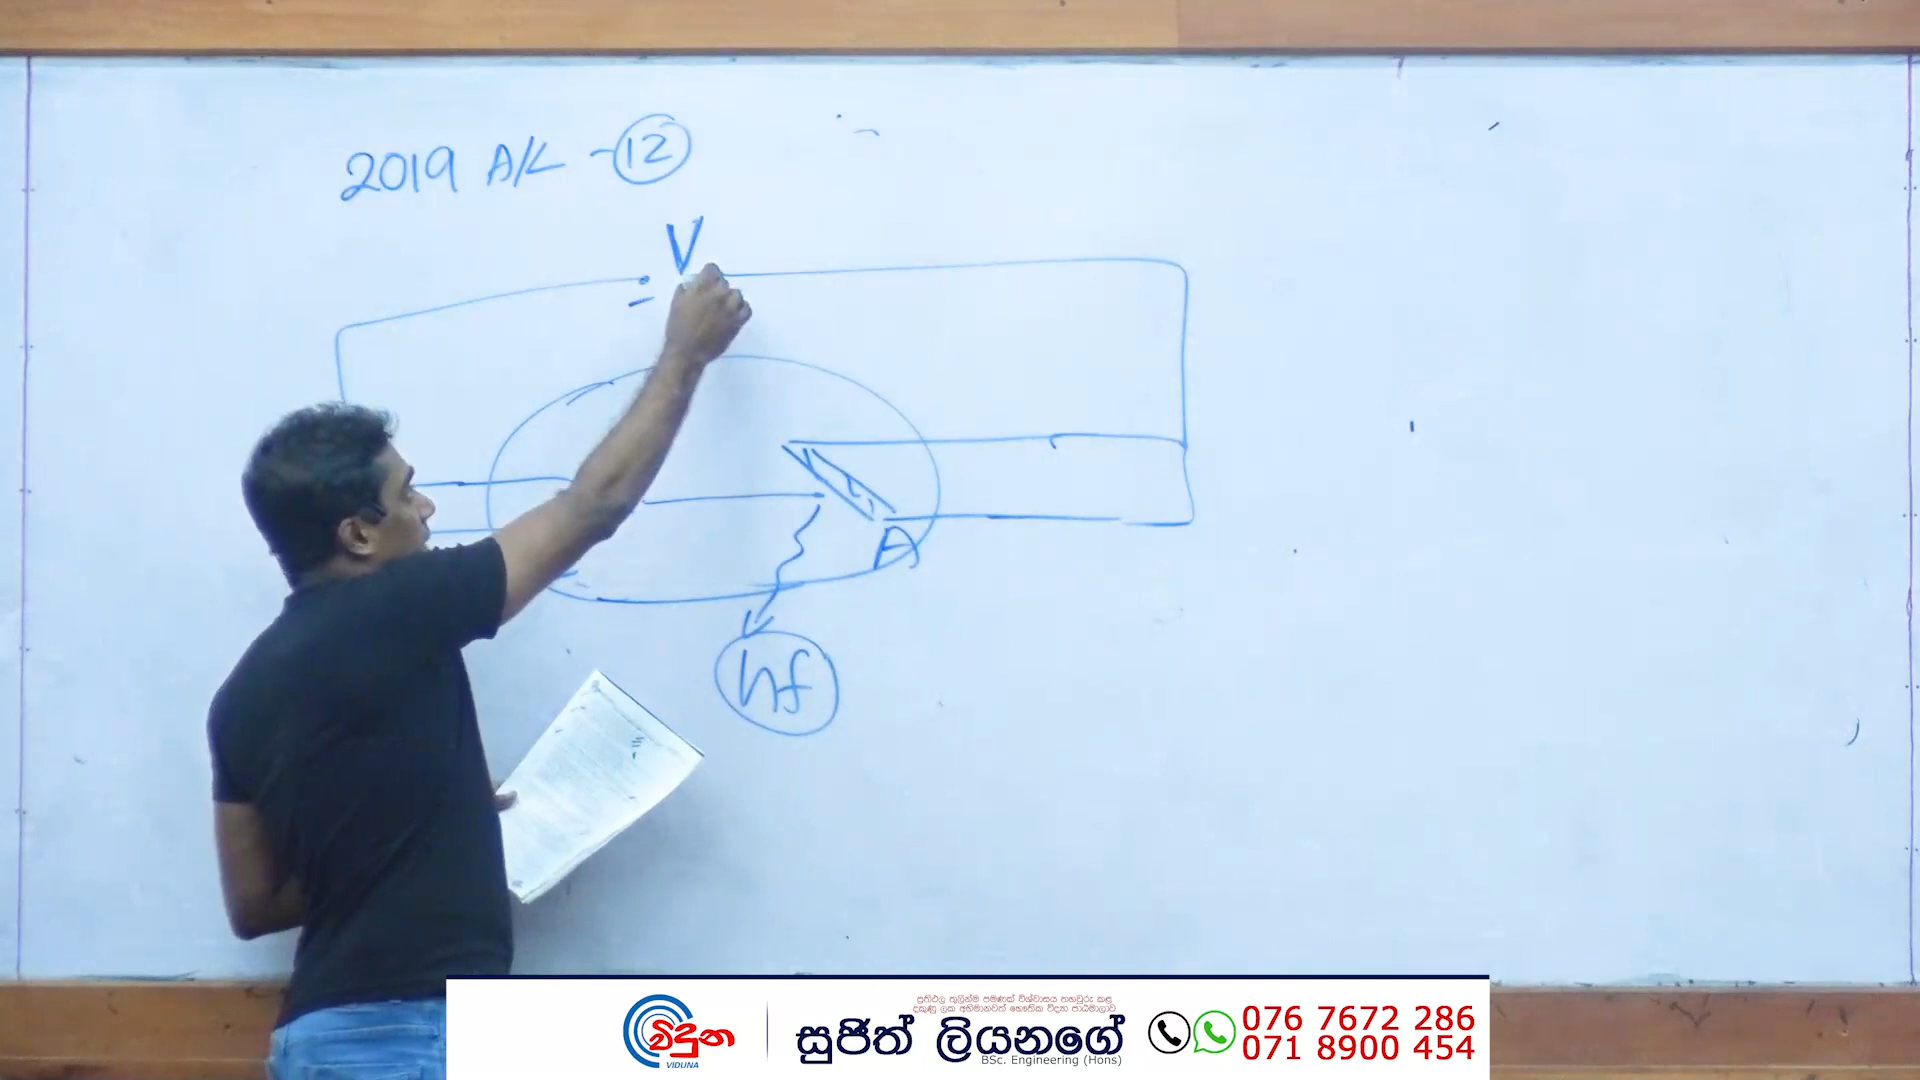 2019 A/L - 12
V
-
A
hf
විදුන
VIDUNA
සුජිත් ලියනගේ
BSc. Engineering (Hons)
076 7672 286
071 8900 454